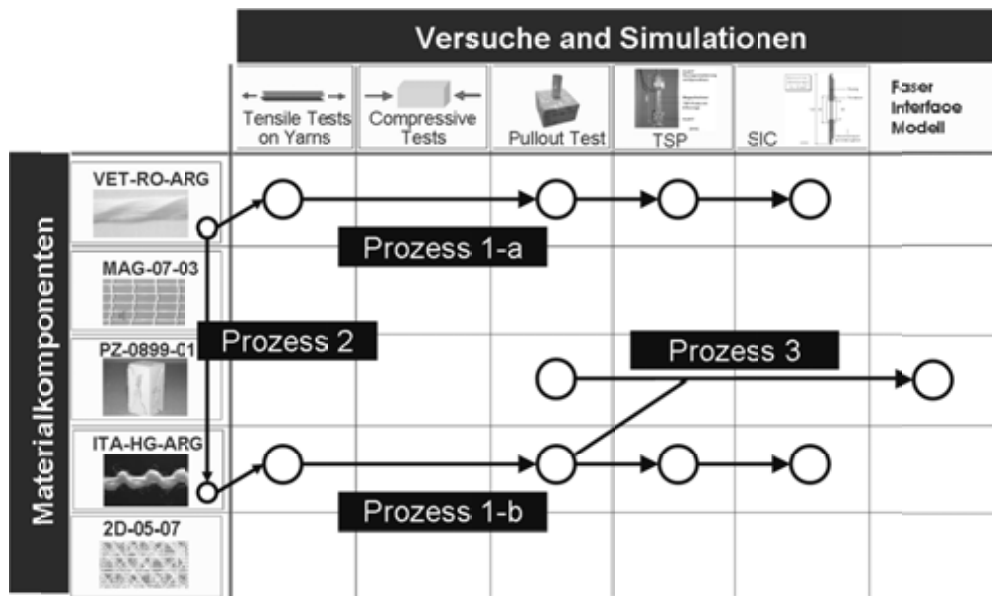 Versuche and Simulationen
Tensile Tests
on Yarns
Compressive
Tests
Pullout Test
TSP
SIC
Faser
Interface
Modell
Materialkomponenten
VET-RO-ARG
Prozess 1-a
MAG-07-03
Prozess 2
PZ-0899-01
Prozess 3
ITA-HG-ARG
Prozess 1-b
2D-05-07